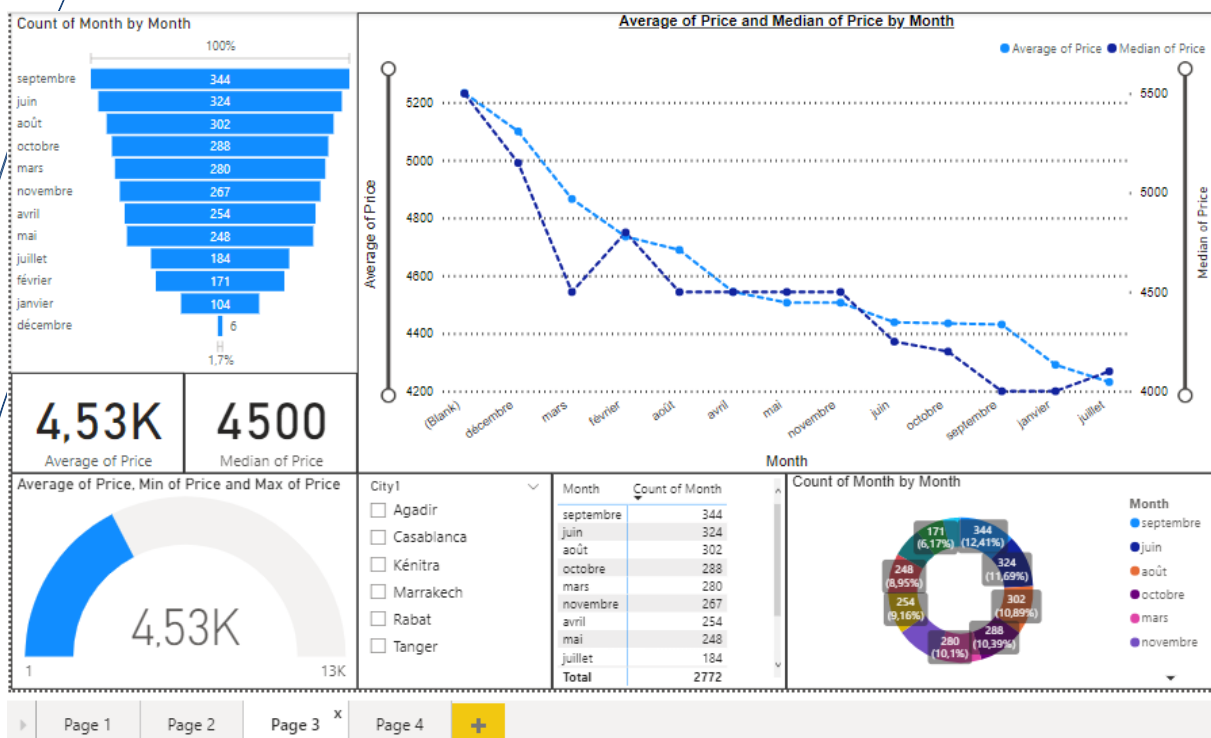 Count of Month by Month
100%
septembre 344
juin 324
août 302
octobre 288
mars 280
novembre 267
avril 254
mai 248
juillet 184
février 171
janvier 104
décembre 6
1,7%
4,53K
Average of Price
4500
Median of Price
Average of Price and Median of Price by Month
Average of Price Median of Price
Average of Price
5200
5000
4800
4600
4400
4200
5500
5000
4500
4000
Median of Price
(Blank) décembre mars février août avril mai novembre juin octobre septembre janvier juillet
Month
Average of Price, Min of Price and Max of Price
4,53K
1 13K
City1
Agadir
Casablanca
Kénitra
Marrakech
Rabat
Tanger
Month Count of Month
septembre 344
juin 324
août 302
octobre 288
mars 280
novembre 267
avril 254
mai 248
juillet 184
Total 2772
Count of Month by Month
344
(12,41%)
324
(11,69%)
302
(10,89%)
288
(10,39%)
280
(10,1%)
254
(9,16%)
248
(8,95%)
171
(6,17%)
Month
septembre
juin
août
octobre
mars
novembre
Page 1 Page 2 Page 3 x Page 4 +